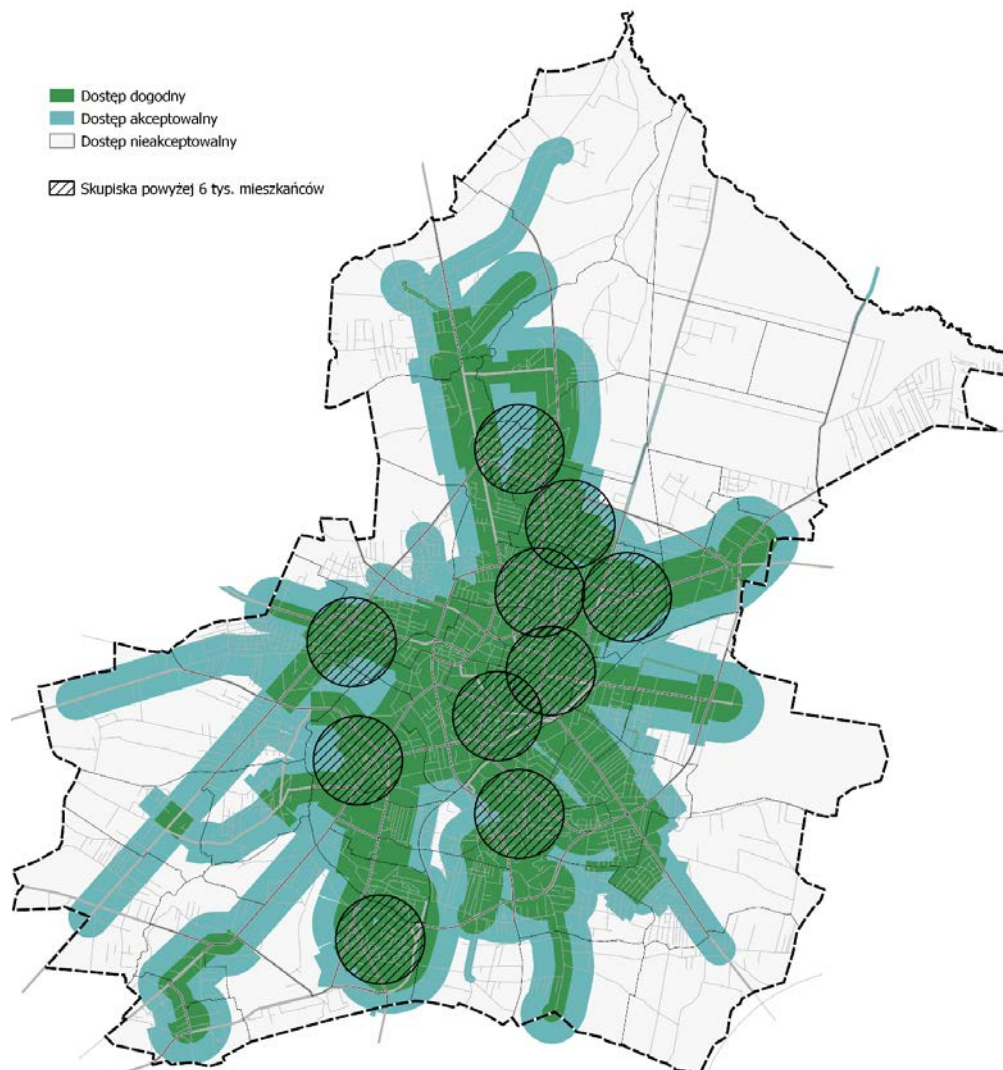 Dostęp dogodny
Dostęp akceptowalny
Dostęp nieakceptowalny
Skupiska powyżej 6 tys. mieszkańców